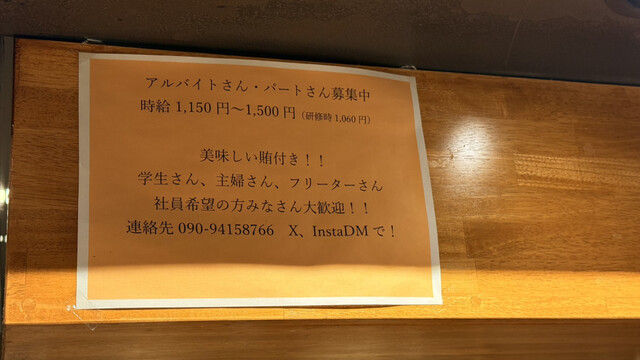 アルバイトさん・パートさん募集中
時給 1,150 円～1,500 円（研修時 1,060 円）
美味しい賄付き！！
学生さん、主婦さん、フリーターさん
社員希望の方みなさん大歓迎！！
連絡先 090-94158766　X、InstaDM で！